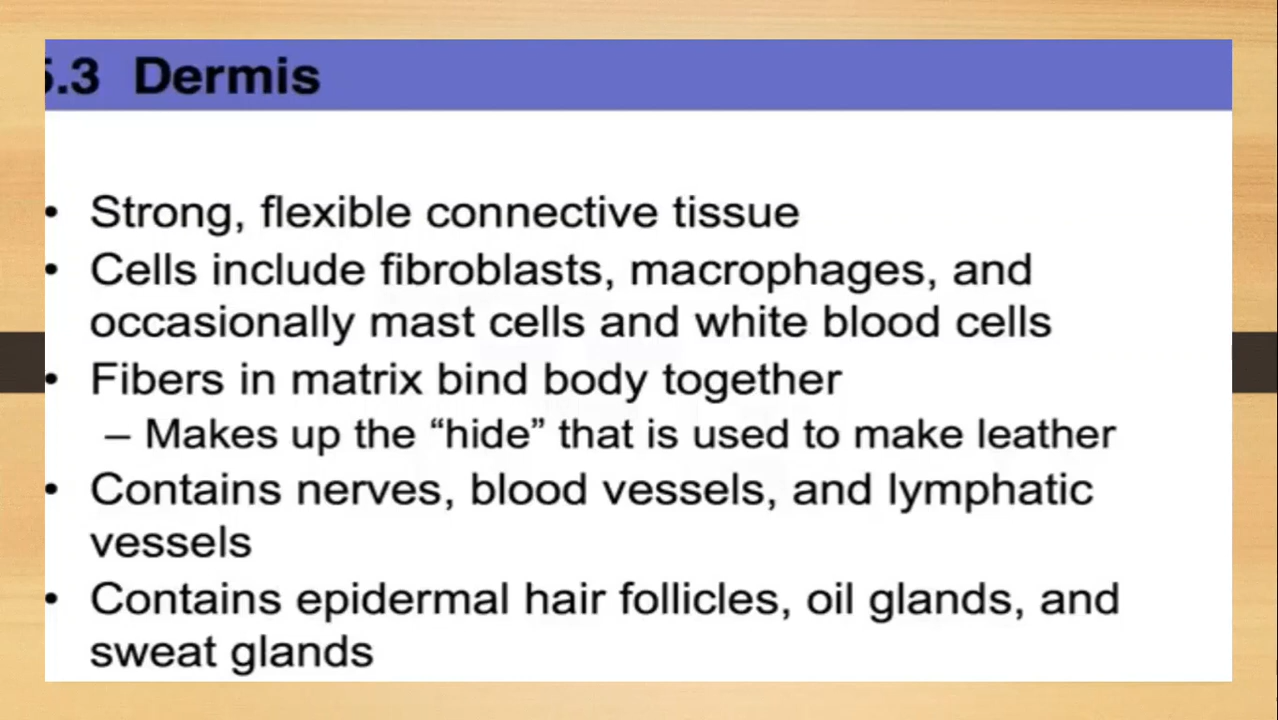 5.3 Dermis
• Strong, flexible connective tissue
• Cells include fibroblasts, macrophages, and
occasionally mast cells and white blood cells
• Fibers in matrix bind body together
– Makes up the “hide” that is used to make leather
• Contains nerves, blood vessels, and lymphatic
vessels
• Contains epidermal hair follicles, oil glands, and
sweat glands